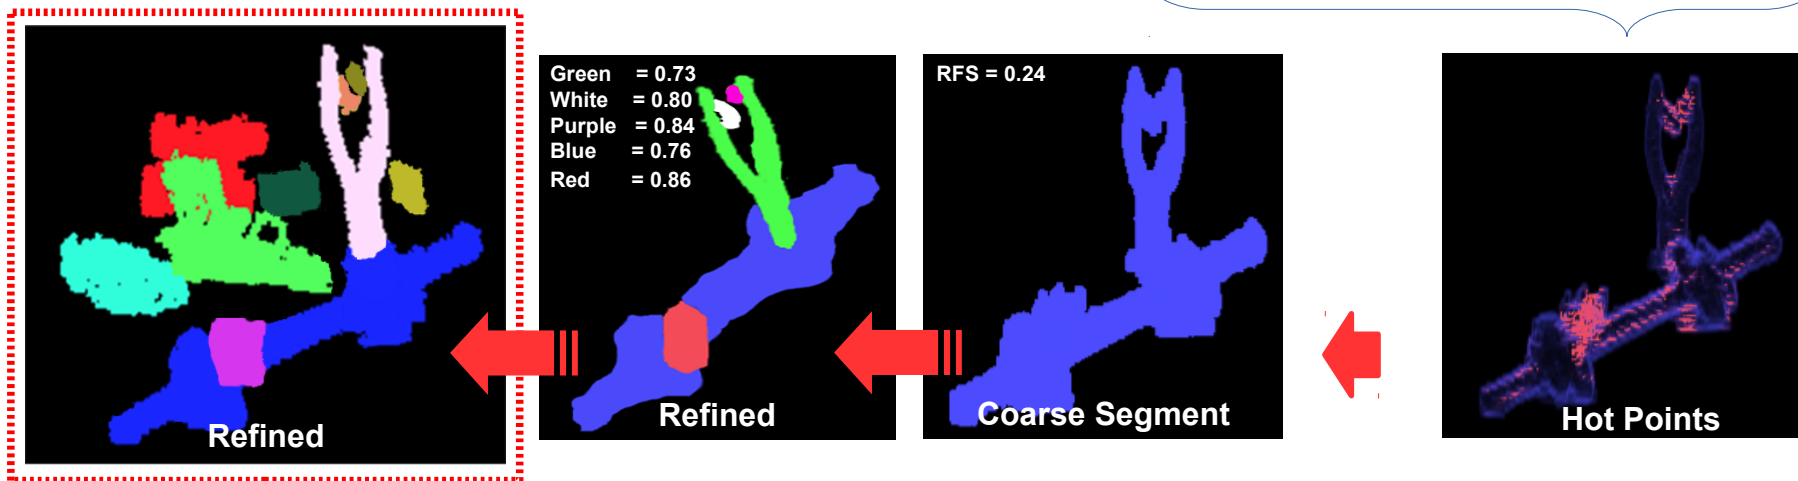 Refined
Green = 0.73
White = 0.80
Purple = 0.84
Blue = 0.76
Red = 0.86
Refined
RFS = 0.24
Coarse Segment
Hot Points